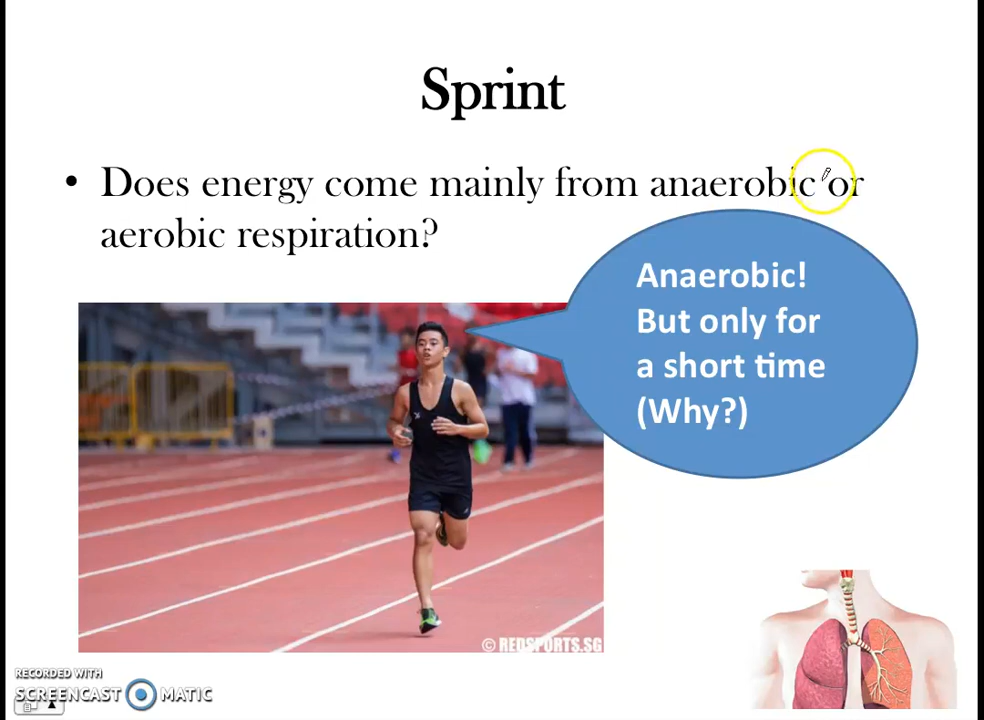 Sprint
• Does energy come mainly from anaerobic or
aerobic respiration?
Anaerobic!
But only for
a short time
(Why?)
© REDSPORTS.SG
RECORDED WITH
SCREENCAST MATIC